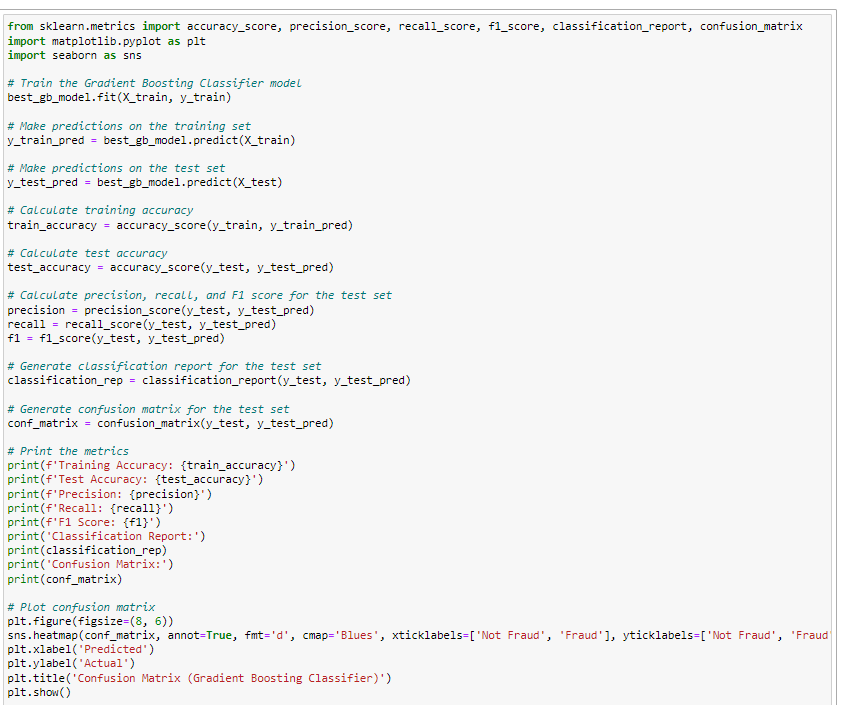 from sklearn.metrics import accuracy_score, precision_score, recall_score, f1_score, classification_report, confusion_matrix
import matplotlib.pyplot as plt
import seaborn as sns
# Train the Gradient Boosting Classifier model
best_gb_model.fit(X_train, y_train)
# Make predictions on the training set
y_train_pred = best_gb_model.predict(X_train)
# Make predictions on the test set
y_test_pred = best_gb_model.predict(X_test)
# Calculate training accuracy
train_accuracy = accuracy_score(y_train, y_train_pred)
# Calculate test accuracy
test_accuracy = accuracy_score(y_test, y_test_pred)
# Calculate precision, recall, and F1 score for the test set
precision = precision_score(y_test, y_test_pred)
recall = recall_score(y_test, y_test_pred)
f1 = f1_score(y_test, y_test_pred)
# Generate classification report for the test set
classification_rep = classification_report(y_test, y_test_pred)
# Generate confusion matrix for the test set
conf_matrix = confusion_matrix(y_test, y_test_pred)
# Print the metrics
print(f'Training Accuracy: {train_accuracy}')
print(f'Test Accuracy: {test_accuracy}')
print(f'Precision: {precision}')
print(f'Recall: {recall}')
print(f'F1 Score: {f1}')
print('Classification Report:')
print(classification_rep)
print('Confusion Matrix:')
print(conf_matrix)
# Plot confusion matrix
plt.figure(figsize=(8, 6))
sns.heatmap(conf_matrix, annot=True, fmt='d', cmap='Blues', xticklabels=['Not Fraud', 'Fraud'], yticklabels=['Not Fraud', 'Fraud'
plt.xlabel('Predicted')
plt.ylabel('Actual')
plt.title('Confusion Matrix (Gradient Boosting Classifier)')
plt.show()